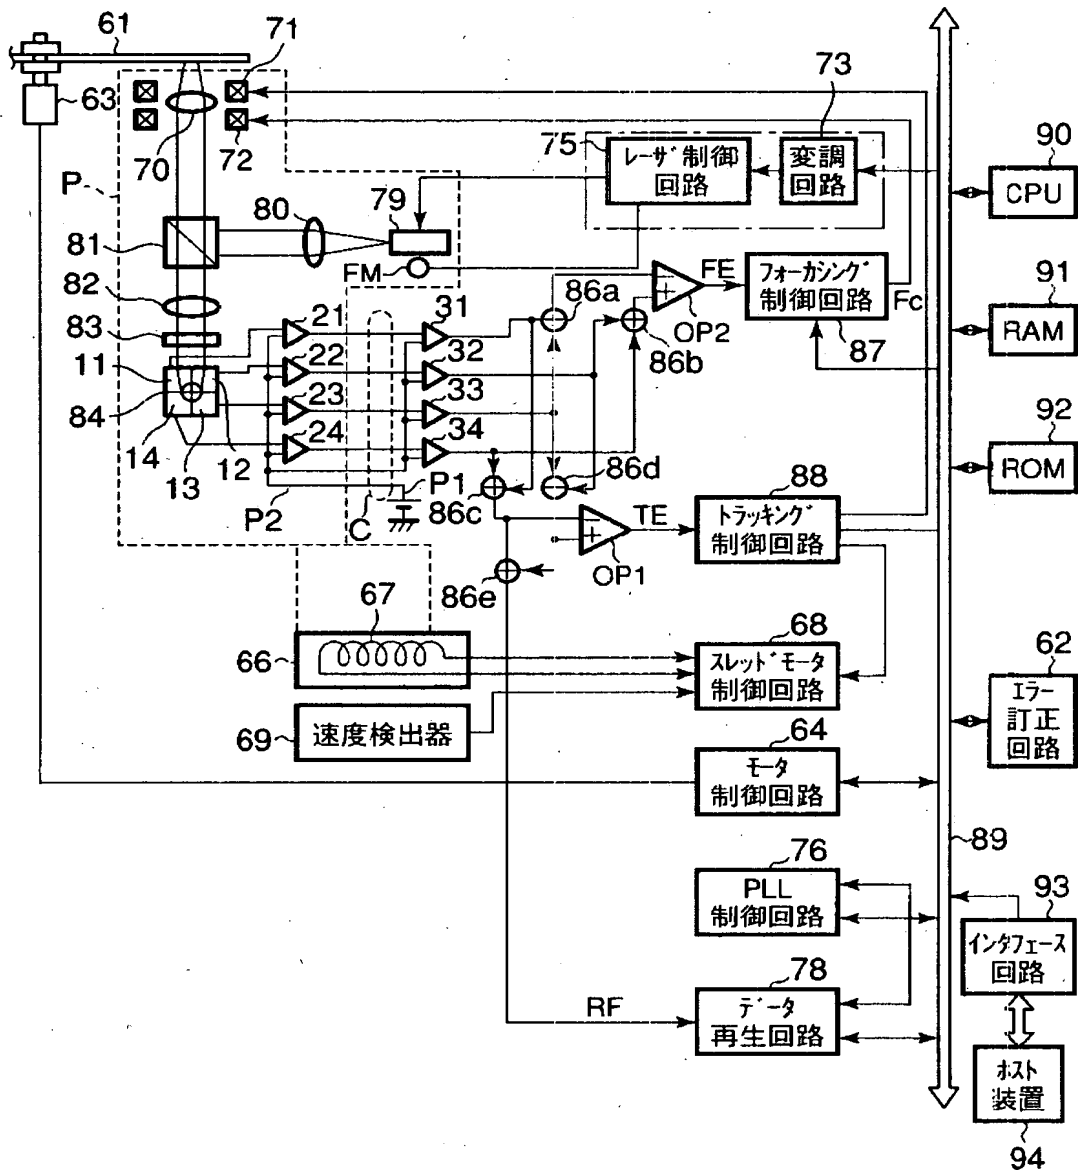 61
71
63
70
72
73
75
レーザ制御
回路
変調
回路
90
CPU
P
79
80
81
FM
FE
フォーカシング
制御回路
Fc
91
RAM
82
83
21
31
86a
OP2
86b
87
11
22
32
84
23
33
24
34
14
13
12
92
ROM
P2
C
P1
86c
86d
TE
88
トラッキング
制御回路
OP1
86e
67
66
68
スレッドモータ
制御回路
62
エラー
訂正
回路
69
速度検出器
64
モータ
制御回路
89
76
PLL
制御回路
93
インタフェース
回路
78
RF
データ
再生回路
ホスト
装置
94